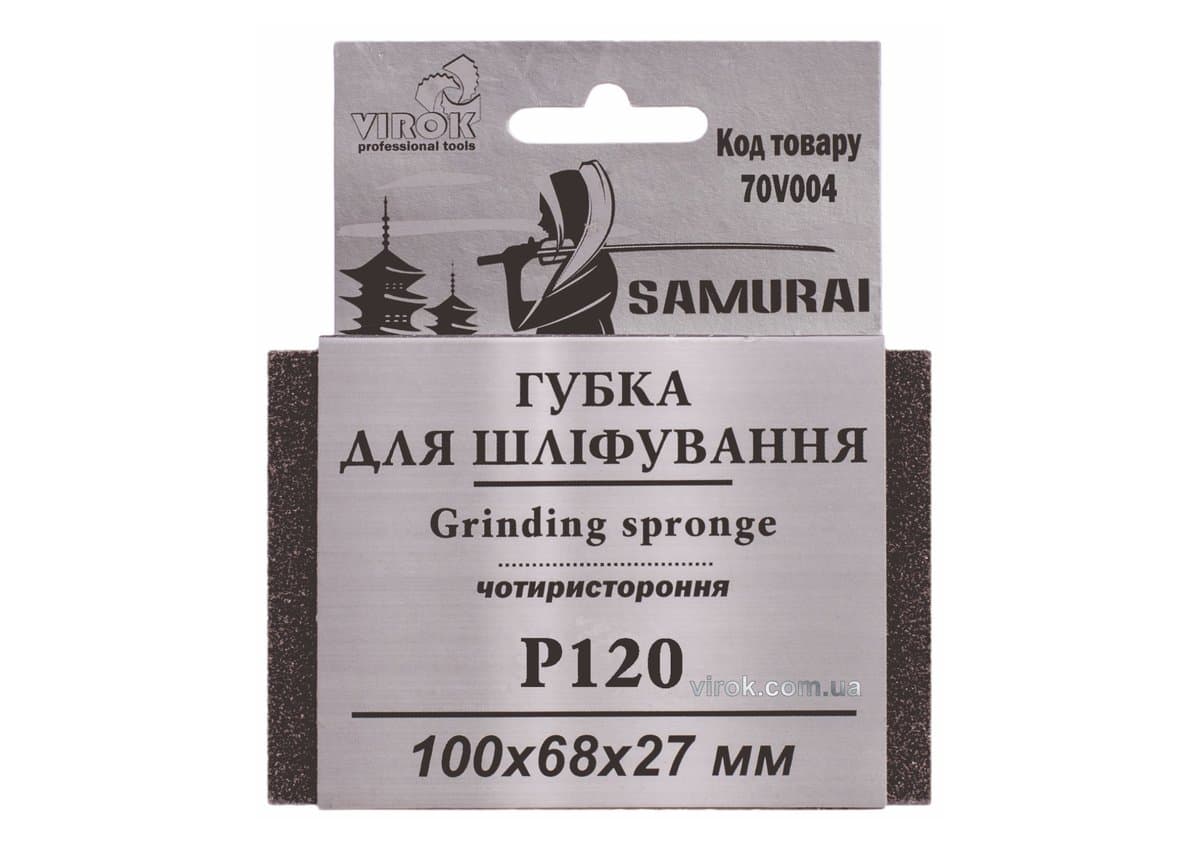 VIROK
professional tools
Код товару
70V004
SAMURAI
ГУБКА
ДЛЯ ШЛІФУВАННЯ
Grinding spronge
чотиристороння
P120
virok.com.ua
100x68x27 мм